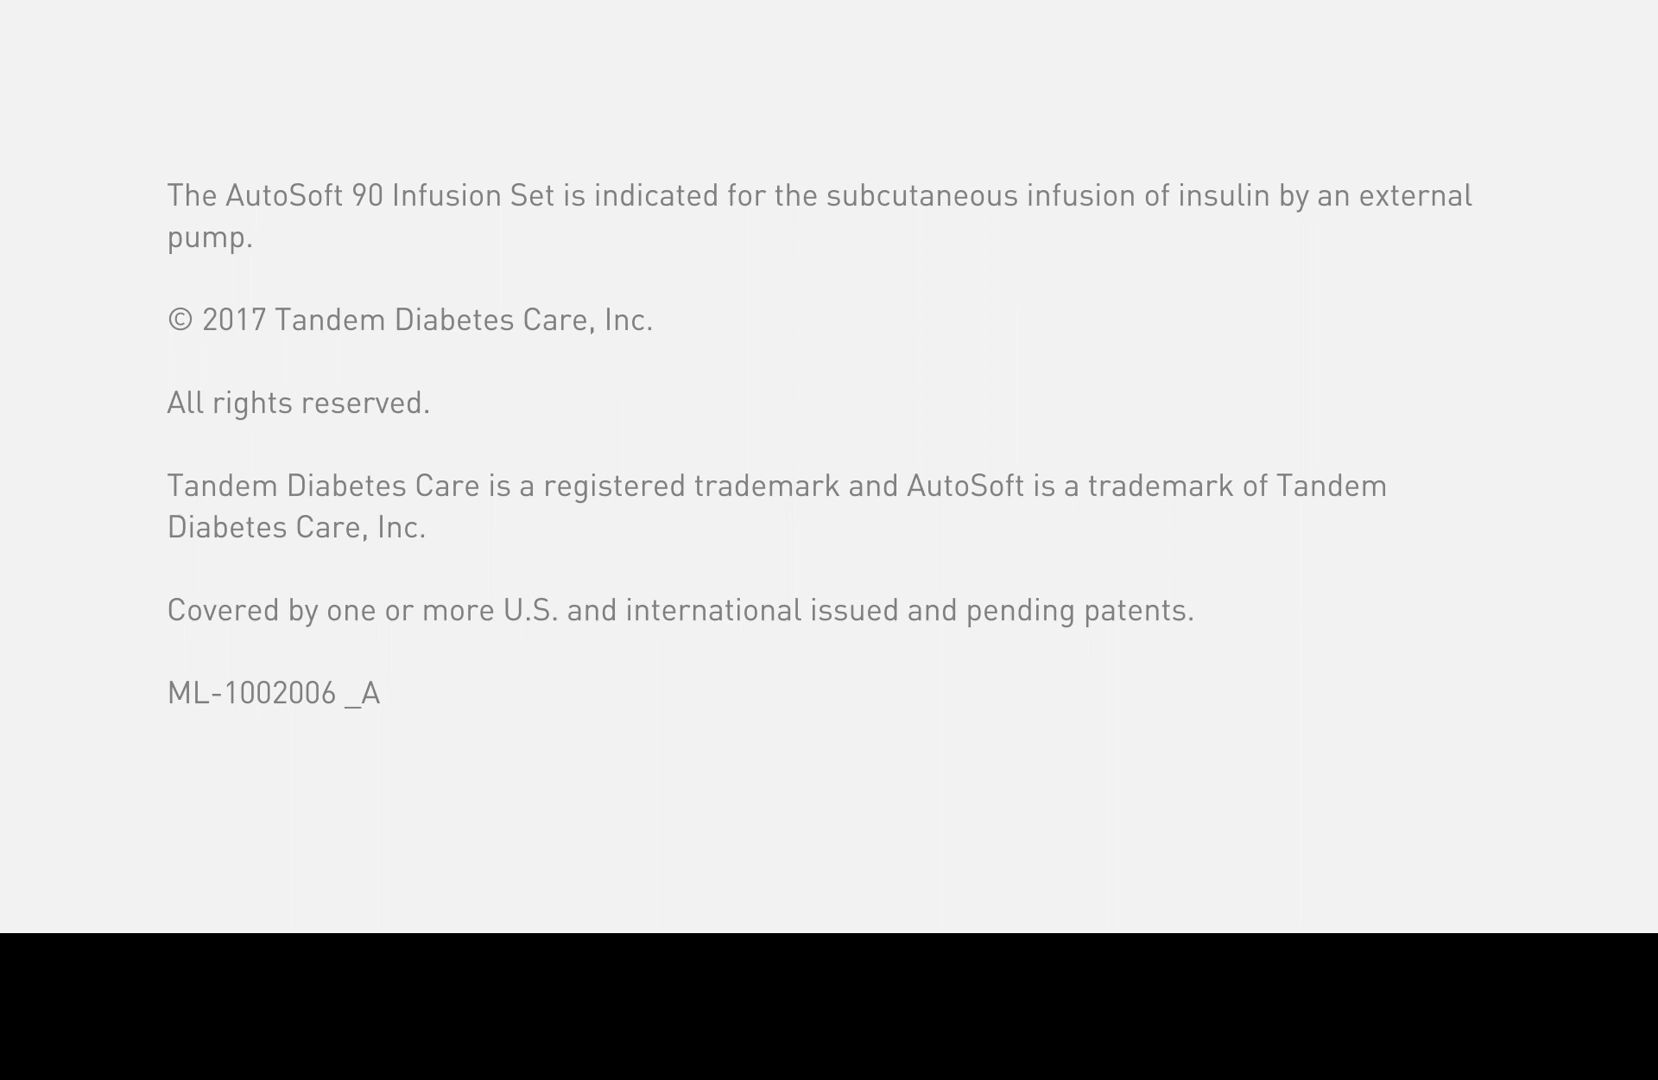 The AutoSoft 90 Infusion Set is indicated for the subcutaneous infusion of insulin by an external
pump.
© 2017 Tandem Diabetes Care, Inc.
All rights reserved.
Tandem Diabetes Care is a registered trademark and AutoSoft is a trademark of Tandem
Diabetes Care, Inc.
Covered by one or more U.S. and international issued and pending patents.
ML-1002006 _A